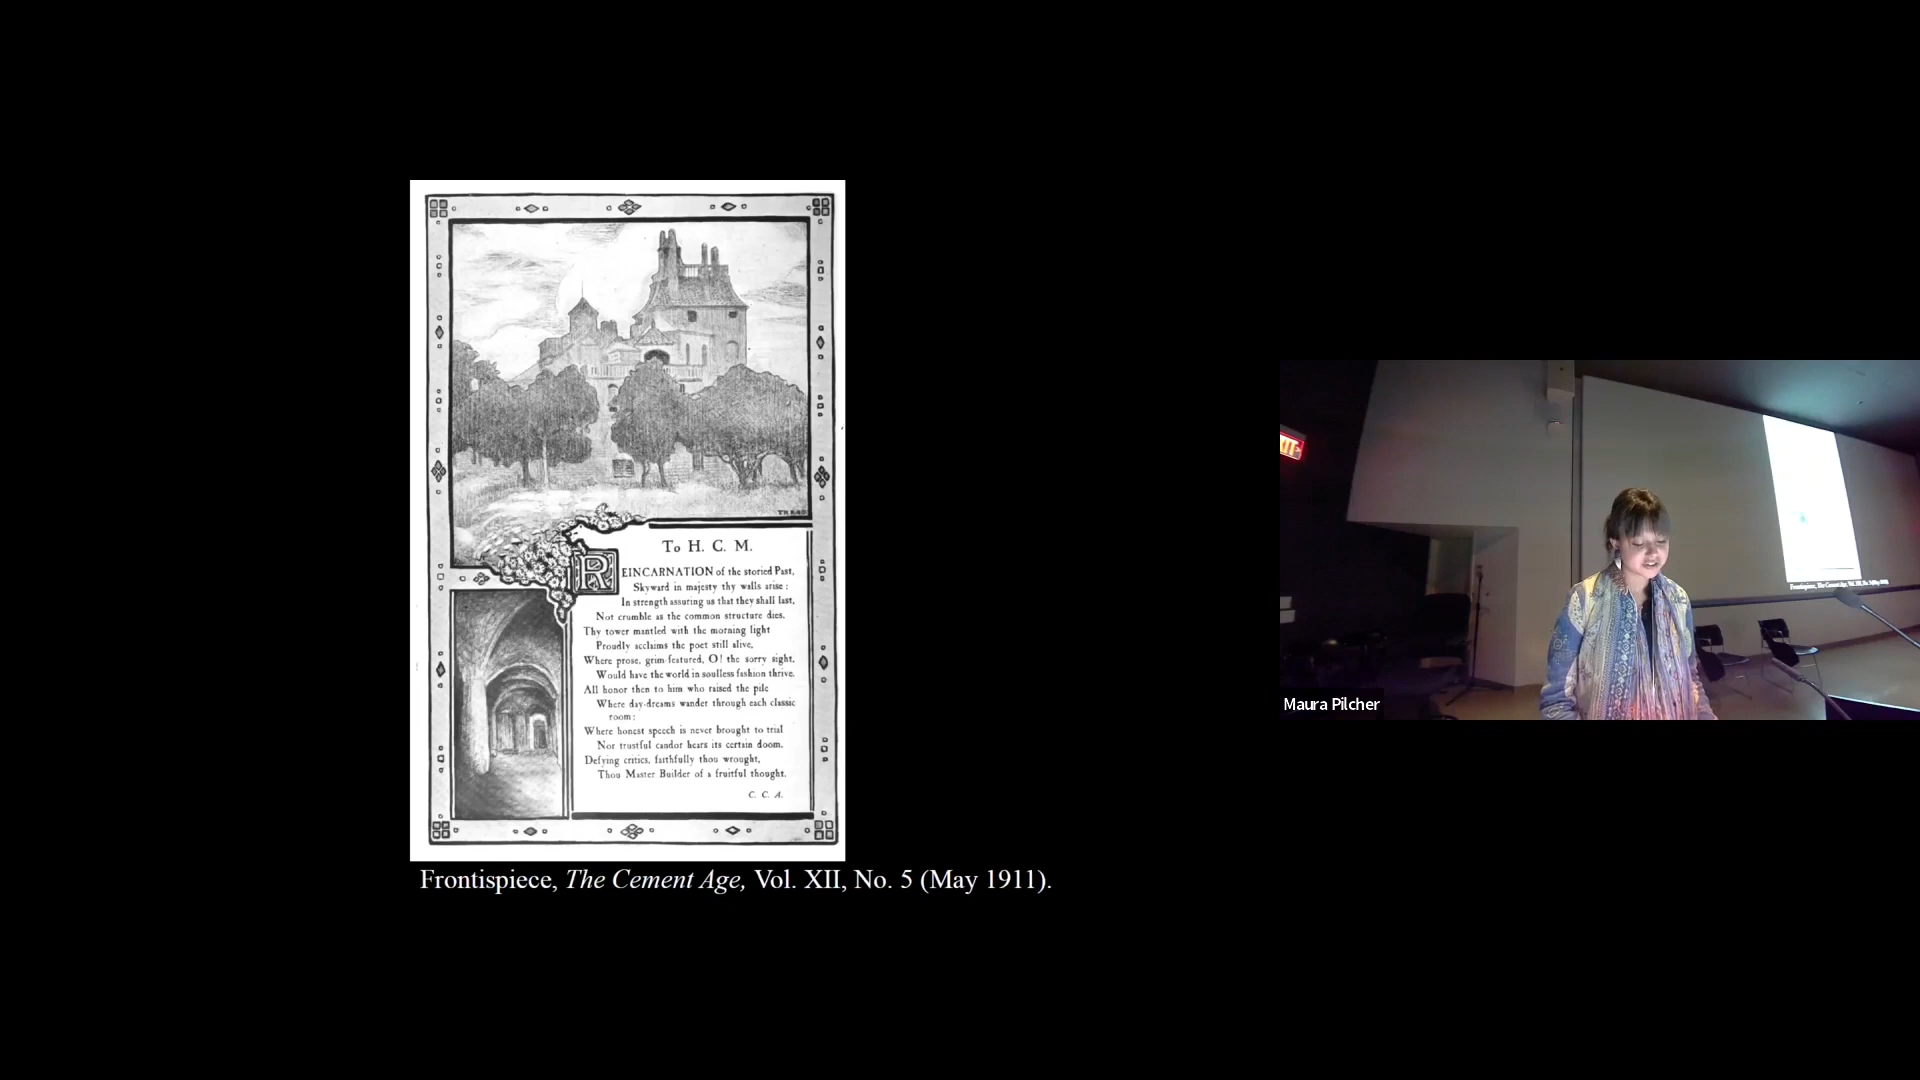 To H. C. M.
REINCARNATION of the storied Past,
Skyward in majesty thy walls arise :
In strength assuring us that they shall last,
Not crumble as the common structure dies.
Thy tower mantled with the morning light
Proudly acclaims the poet still alive,
Where prose, grim-featured, O! the sorry sight,
Would have the world in soulless fashion thrive.
All honor then to him who raised the pile
Where day-dreams wander through each classic
room ;
Where honest speech is never brought to trial
Nor trustful candor hears its certain doom.
Defying critics, faithfully thou wrought,
Thou Master Builder of a fruitful thought.
C. C. A.
Frontispiece, The Cement Age, Vol. XII, No. 5 (May 1911).
Maura Pilcher